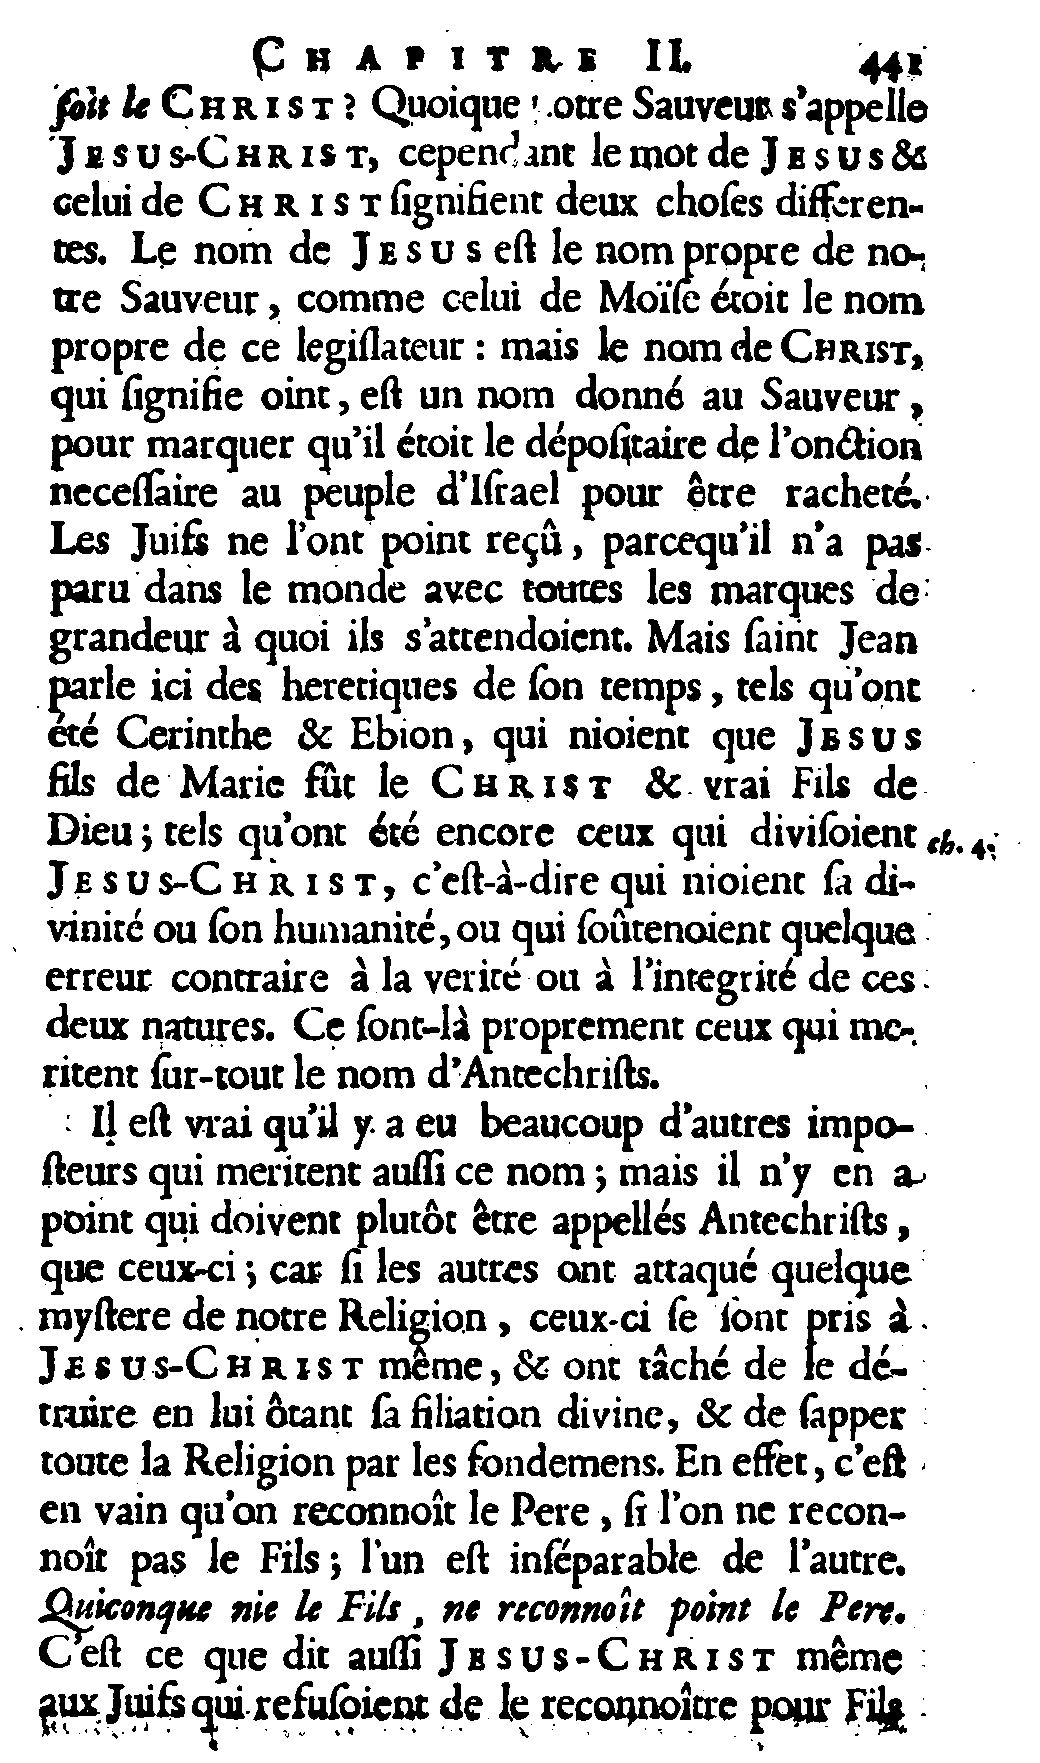 CHAPITRE II. 441
ſoit le CHRIST? Quoique notre Sauveur s'appelle
JESUS-CHRIST, cependant le mot de JESUS &
celui de CHRIST ſignifient deux choſes differen-
tes. Le nom de JESUS eſt le nom propre de no-
tre Sauveur, comme celui de Moïſe étoit le nom
propre de ce legiſlateur : mais le nom de CHRIST,
qui ſignifie oint, eſt un nom donné au Sauveur,
pour marquer qu'il étoit le dépoſitaire de l'onction
neceſſaire au peuple d'Iſrael pour être racheté.
Les Juifs ne l'ont point reçû, parcequ'il n'a pas
paru dans le monde avec toutes les marques de
grandeur à quoi ils s'attendoient. Mais ſaint Jean
parle ici des heretiques de ſon temps, tels qu'ont
été Cerinthe & Ebion, qui nioient que JESUS
fils de Marie fût le CHRIST & vrai Fils de
Dieu; tels qu'ont été encore ceux qui diviſoient ch. 4.
JESUS-CHRIST, c'eſt-à-dire qui nioient ſa di-
vinité ou ſon humanité, ou qui ſoûtenoient quelque
erreur contraire à la verité ou à l'integrité de ces
deux natures. Ce ſont-là proprement ceux qui me-
ritent ſur-tout le nom d'Antechriſts.
Il eſt vrai qu'il y a eu beaucoup d'autres impo-
ſteurs qui meritent auſſi ce nom; mais il n'y en a
point qui doivent plutôt être appellés Antechriſts,
que ceux-ci; car ſi les autres ont attaqué quelque
myſtere de notre Religion, ceux-ci ſe ſont pris à
JESUS-CHRIST même, & ont tâché de le dé-
truire en lui ôtant ſa filiation divine, & de ſapper
toute la Religion par les fondemens. En effet, c'eſt
en vain qu'on reconnoît le Pere, ſi l'on ne recon-
noît pas le Fils; l'un eſt inſéparable de l'autre.
Quiconque nie le Fils, ne reconnoît point le Pere.
C'eſt ce que dit auſſi JESUS-CHRIST même
aux Juifs qui refuſoient de le reconnoître pour Fils